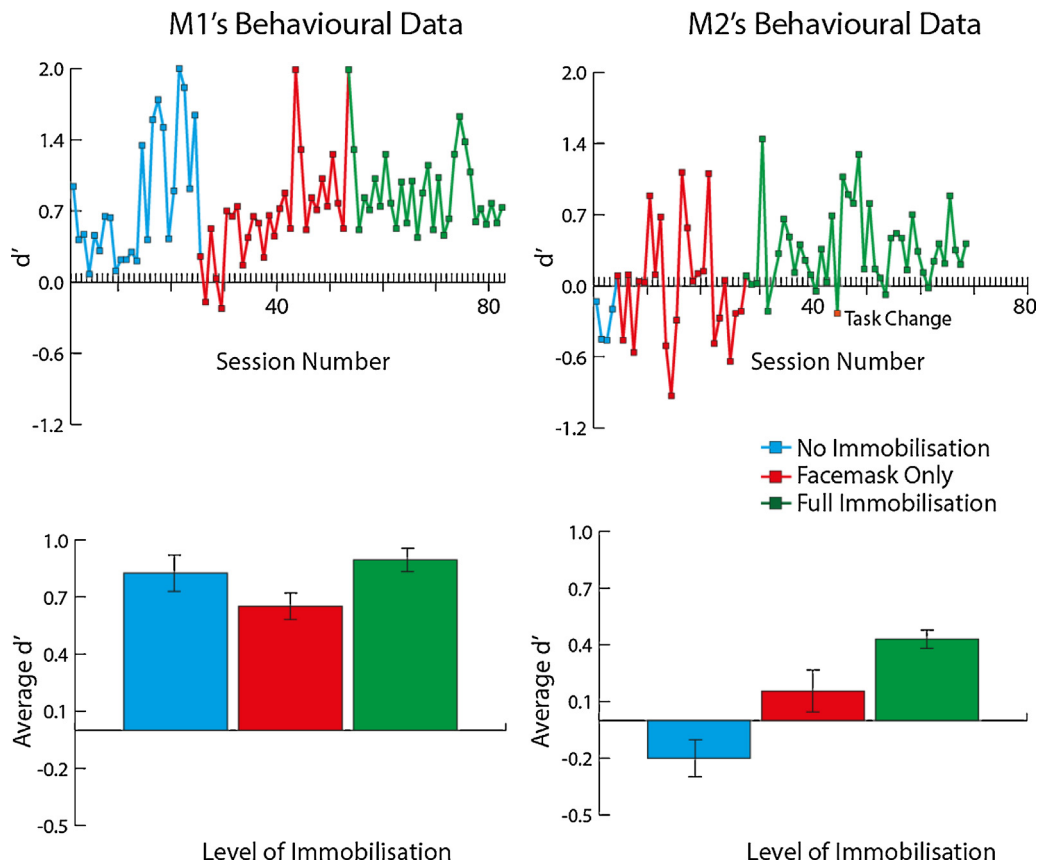 M1's Behavioural Data
2.0
1.4
0.7
d'
0.0
40
80
-0.6
Session Number
-1.2
M2's Behavioural Data
2.0
1.4
0.7
d'
0.0
40
80
Task Change
-0.6
Session Number
-1.2
No Immobilisation
Facemask Only
Full Immobilisation
1.0
0.7
0.4
0.1
-0.2
-0.5
Average d'
Level of Immobilisation
1.0
0.7
0.4
0.1
-0.2
-0.5
Average d'
Level of Immobilisation